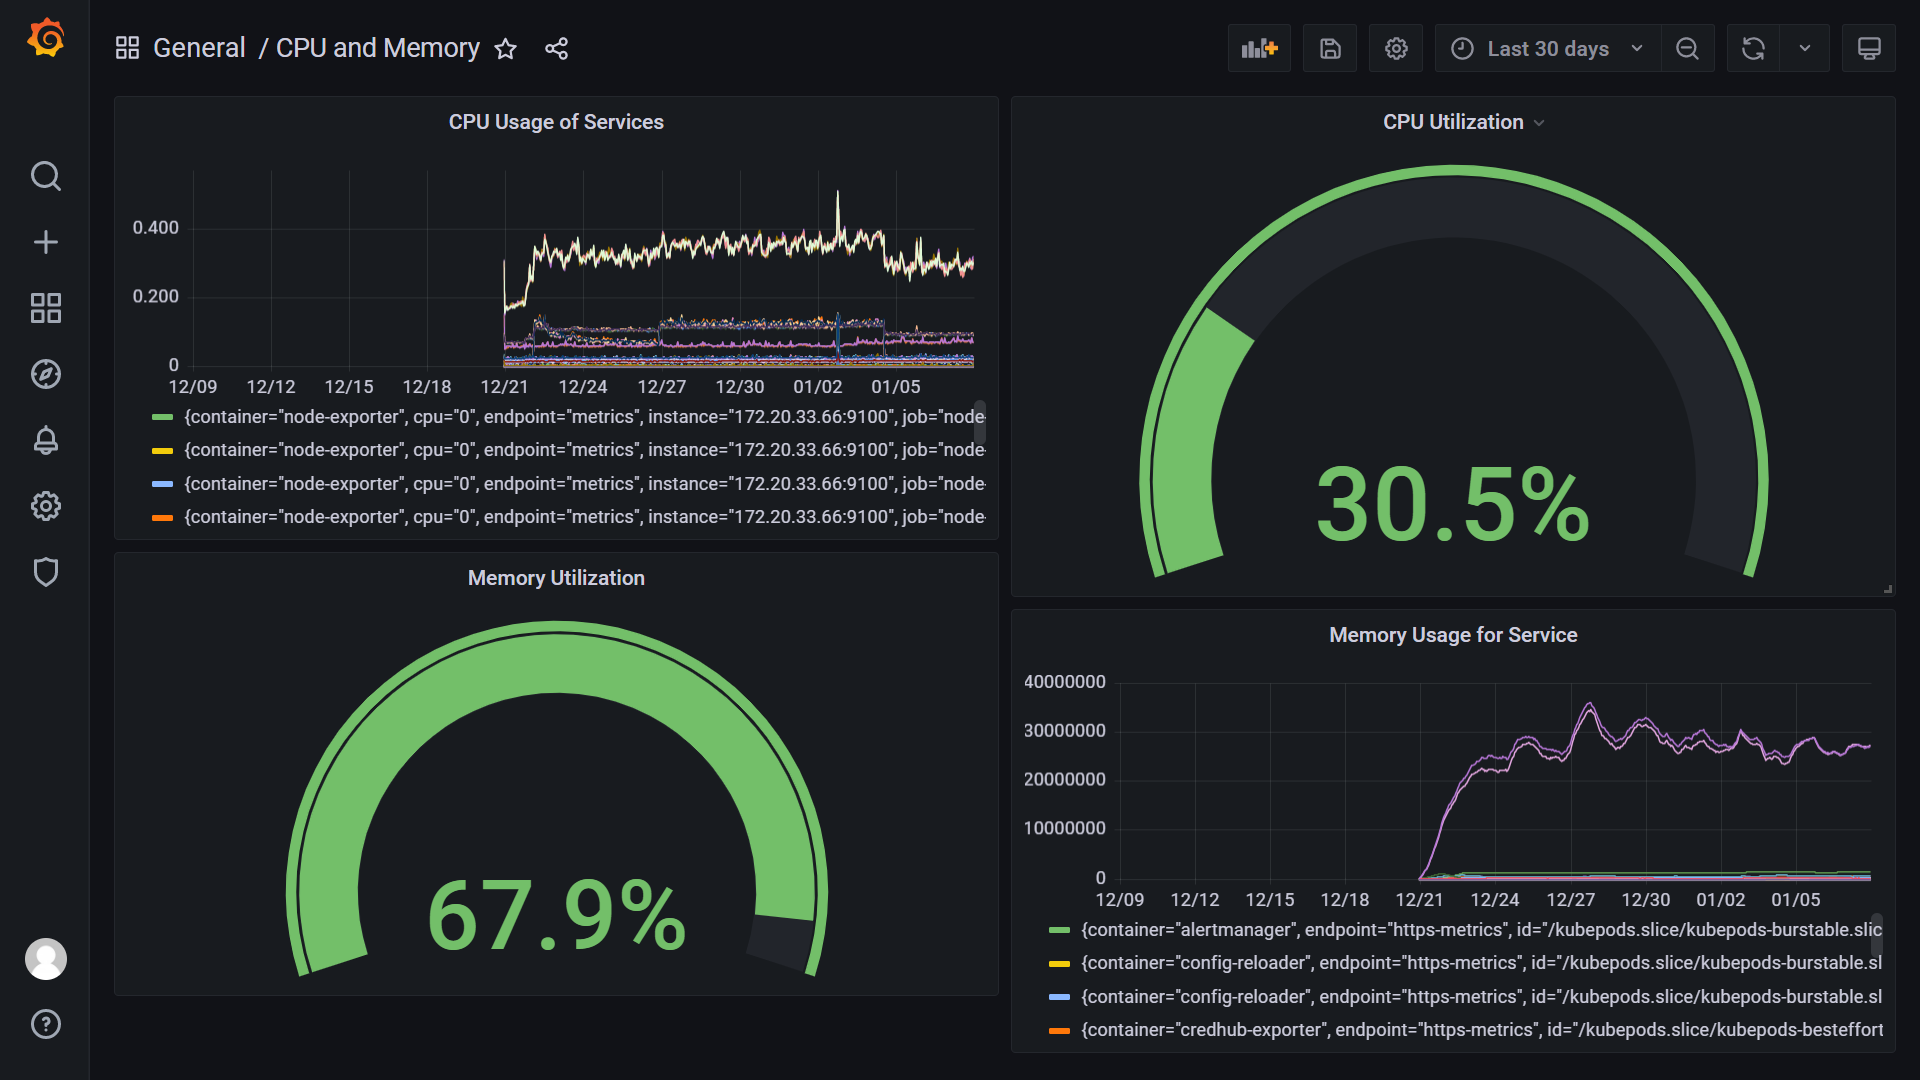 General / CPU and Memory
Last 30 days
CPU Usage of Services
0.400
0.200
0
12/09 12/12 12/15 12/18 12/21 12/24 12/27 12/30 01/02 01/05
{container="node-exporter", cpu="0", endpoint="metrics", instance="172.20.33.66:9100", job="node-
{container="node-exporter", cpu="0", endpoint="metrics", instance="172.20.33.66:9100", job="node-
{container="node-exporter", cpu="0", endpoint="metrics", instance="172.20.33.66:9100", job="node-
{container="node-exporter", cpu="0", endpoint="metrics", instance="172.20.33.66:9100", job="node-
CPU Utilization
30.5%
Memory Utilization
67.9%
Memory Usage for Service
40000000
30000000
20000000
10000000
0
12/09 12/12 12/15 12/18 12/21 12/24 12/27 12/30 01/02 01/05
{container="alertmanager", endpoint="https-metrics", id="/kubepods.slice/kubepods-burstable.slic
{container="config-reloader", endpoint="https-metrics", id="/kubepods.slice/kubepods-burstable.sl
{container="config-reloader", endpoint="https-metrics", id="/kubepods.slice/kubepods-burstable.sl
{container="credhub-exporter", endpoint="https-metrics", id="/kubepods.slice/kubepods-besteffort